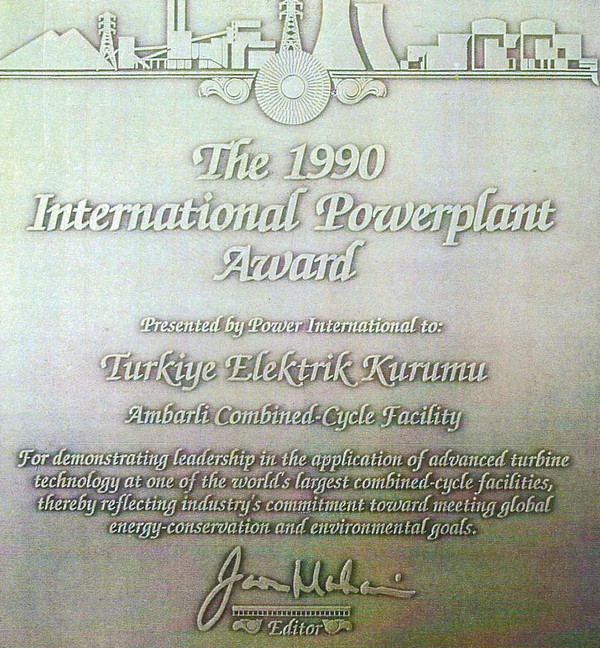 The 1990
International Powerplant
Award
Presented by Power International to:
Turkiye Elektrik Kurumu
Ambarli Combined-Cycle Facility
For demonstrating leadership in the application of advanced turbine
technology at one of the world's largest combined-cycle facilities,
thereby reflecting industry's commitment toward meeting global
energy-conservation and environmental goals.
Editor